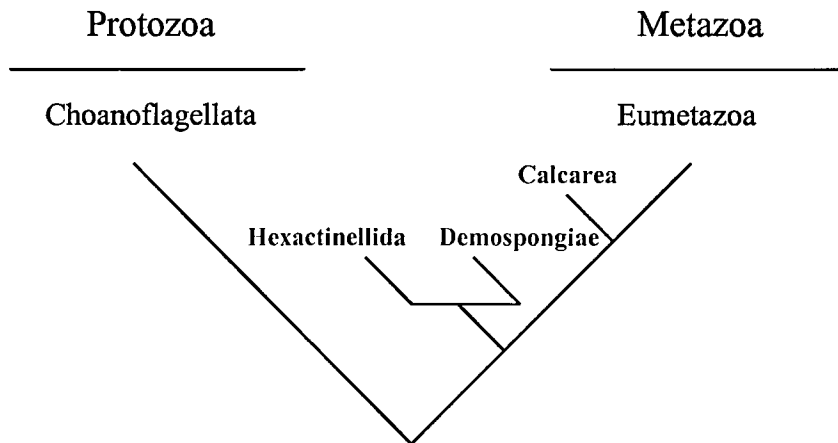 Protozoa Metazoa
Choanoflagellata Eumetazoa
Calcarea
Hexactinellida Demospongiae